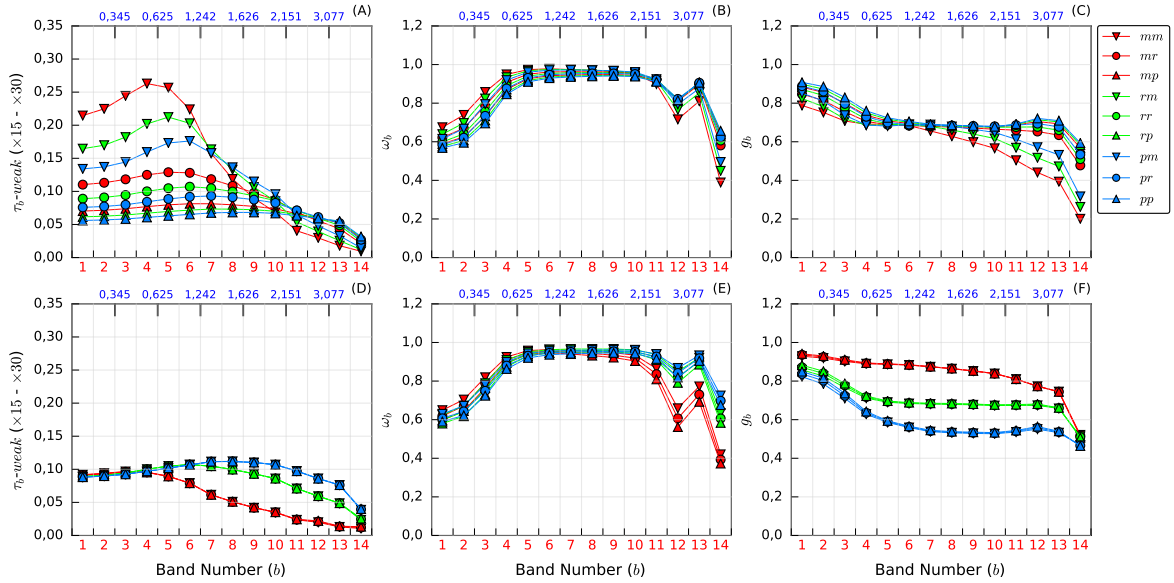 0,345 0,625 1,242 1,626 2,151 3,077 (A)
0,345 0,625 1,242 1,626 2,151 3,077 (B)
0,345 0,625 1,242 1,626 2,151 3,077 (C)
τb-weak (×15 - ×30)
0,35
0,30
0,25
0,20
0,15
0,10
0,05
0,00
1 2 3 4 5 6 7 8 9 10 11 12 13 14
ωb
1,2
1,0
0,8
0,6
0,4
0,2
0,0
1 2 3 4 5 6 7 8 9 10 11 12 13 14
gb
1,2
1,0
0,8
0,6
0,4
0,2
0,0
1 2 3 4 5 6 7 8 9 10 11 12 13 14
mm
mr
mp
rm
rr
rp
pm
pr
pp
0,345 0,625 1,242 1,626 2,151 3,077 (D)
0,345 0,625 1,242 1,626 2,151 3,077 (E)
0,345 0,625 1,242 1,626 2,151 3,077 (F)
τb-weak (×15 - ×30)
0,35
0,30
0,25
0,20
0,15
0,10
0,05
0,00
1 2 3 4 5 6 7 8 9 10 11 12 13 14
Band Number (b)
ωb
1,2
1,0
0,8
0,6
0,4
0,2
0,0
1 2 3 4 5 6 7 8 9 10 11 12 13 14
Band Number (b)
gb
1,2
1,0
0,8
0,6
0,4
0,2
0,0
1 2 3 4 5 6 7 8 9 10 11 12 13 14
Band Number (b)